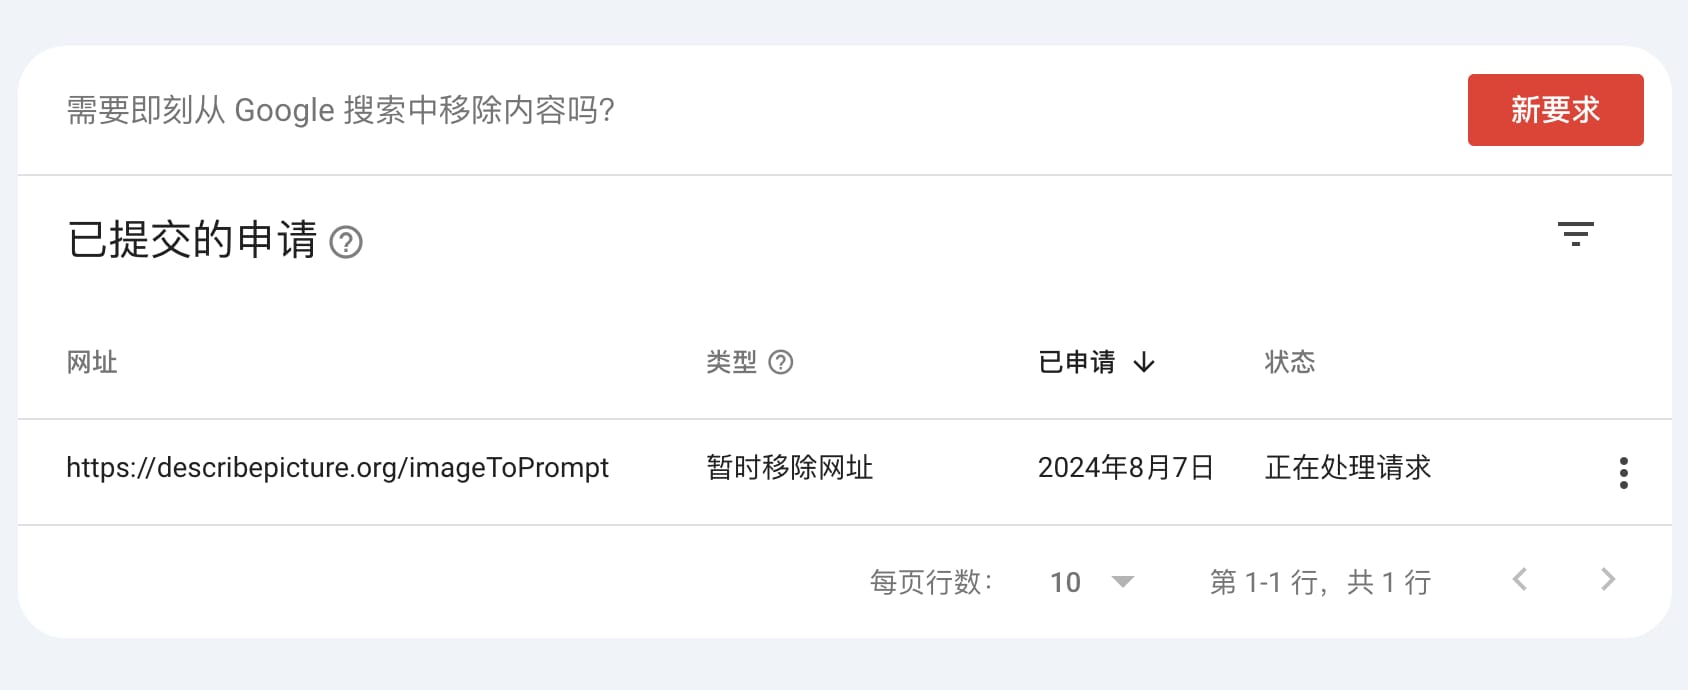 需要即刻从 Google 搜索中移除内容吗?
新要求
已提交的申请
网址 类型 已申请 状态
https://describepicture.org/imageToPrompt 暂时移除网址 2024年8月7日 正在处理请求
每页行数: 10 第 1-1 行，共 1 行